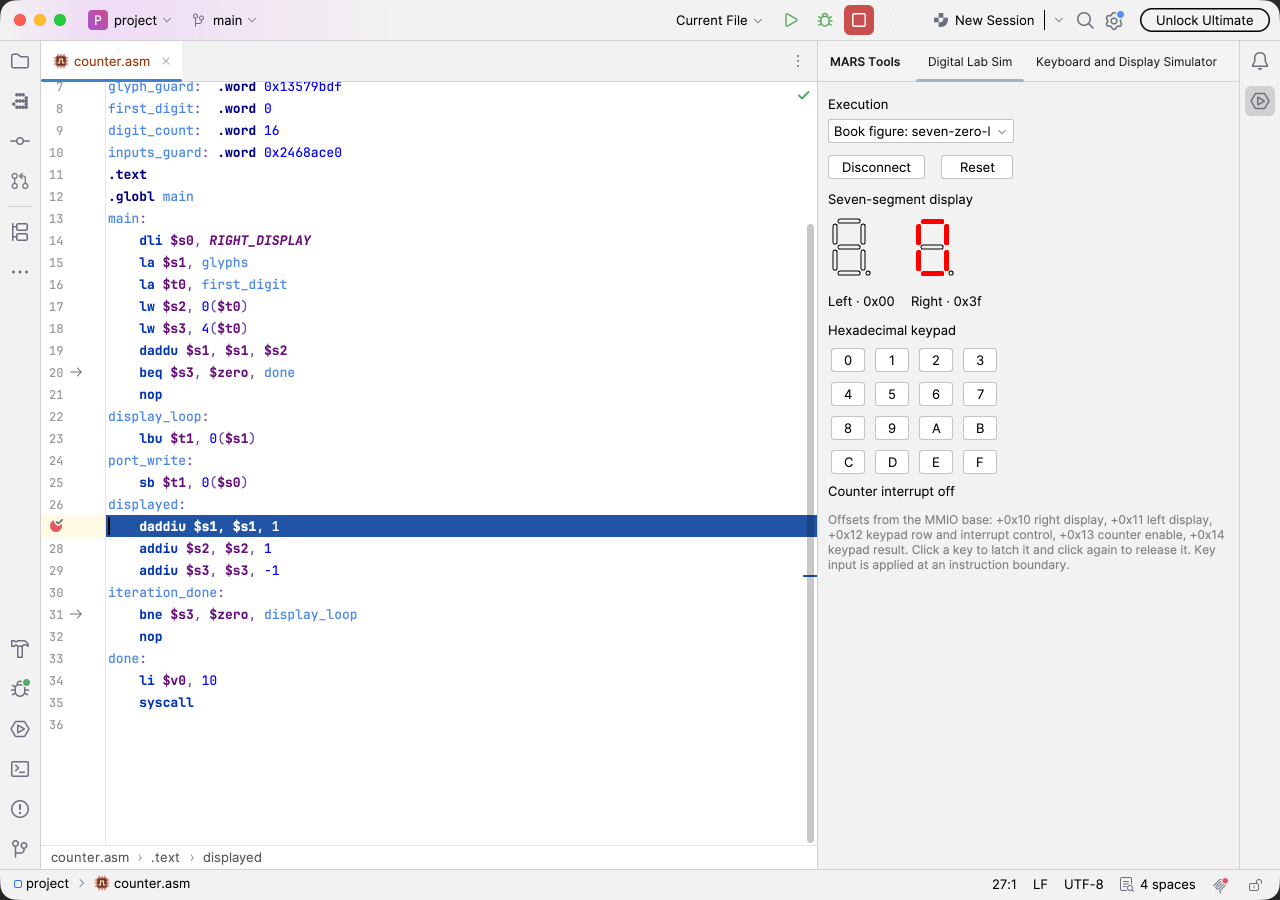 P project main Current File New Session Unlock Ultimate
counter.asm MARS Tools Digital Lab Sim Keyboard and Display Simulator
7 glyph_guard: .word 0x13579bdf
8 first_digit: .word 0
9 digit_count: .word 16
10 inputs_guard: .word 0x2468ace0
11 .text
12 .globl main
13 main:
14 dli $s0, RIGHT_DISPLAY
15 la $s1, glyphs
16 la $t0, first_digit
17 lw $s2, 0($t0)
18 lw $s3, 4($t0)
19 daddu $s1, $s1, $s2
20 beq $s3, $zero, done
21 nop
22 display_loop:
23 lbu $t1, 0($s1)
24 port_write:
25 sb $t1, 0($s0)
26 displayed:
daddiu $s1, $s1, 1
28 addiu $s2, $s2, 1
29 addiu $s3, $s3, -1
30 iteration_done:
31 bne $s3, $zero, display_loop
32 nop
33 done:
34 li $v0, 10
35 syscall
36
Execution
Book figure: seven-zero-l
Disconnect Reset
Seven-segment display
Left · 0x00 Right · 0x3f
Hexadecimal keypad
0 1 2 3
4 5 6 7
8 9 A B
C D E F
Counter interrupt off
Offsets from the MMIO base: +0x10 right display, +0x11 left display,
+0x12 keypad row and interrupt control, +0x13 counter enable, +0x14
keypad result. Click a key to latch it and click again to release it. Key
input is applied at an instruction boundary.
counter.asm › .text › displayed
project › counter.asm 27:1 LF UTF-8 4 spaces